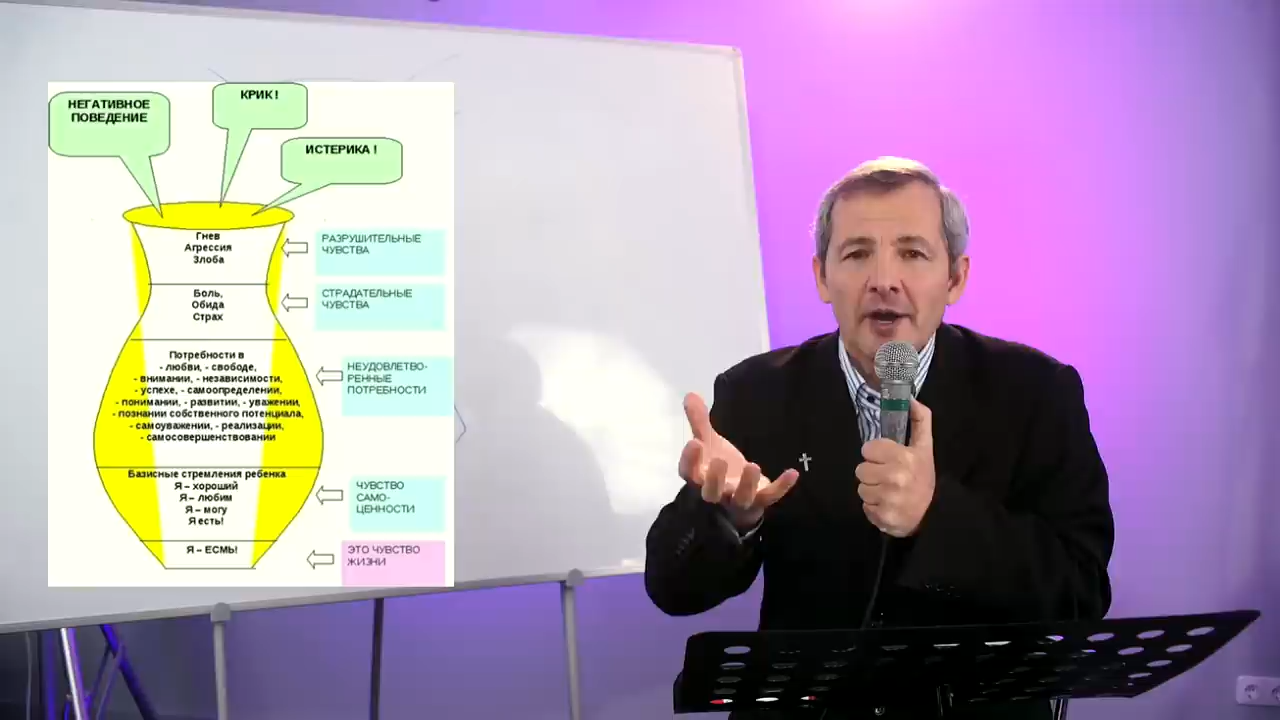 НЕГАТИВНОЕ
ПОВЕДЕНИЕ
КРИК !
ИСТЕРИКА !
Гнев
Агрессия
Злоба
РАЗРУШИТЕЛЬНЫЕ
ЧУВСТВА
Боль,
Обида
Страх
СТРАДАТЕЛЬНЫЕ
ЧУВСТВА
Потребности в
- любви, - свободе,
- внимании, - независимости,
- успехе, - самоопределении,
- понимании, - развитии, - уважении,
- познании собственного потенциала,
- самоуважении, - реализации,
- самосовершенствовании
НЕУДОВЛЕТВО-
РЕННЫЕ
ПОТРЕБНОСТИ
Базисные стремления ребенка
Я – хороший
Я – любим
Я – могу
Я есть!
ЧУВСТВО
САМО-
ЦЕННОСТИ
Я – ЕСМЬ!
ЭТО ЧУВСТВО
ЖИЗНИ